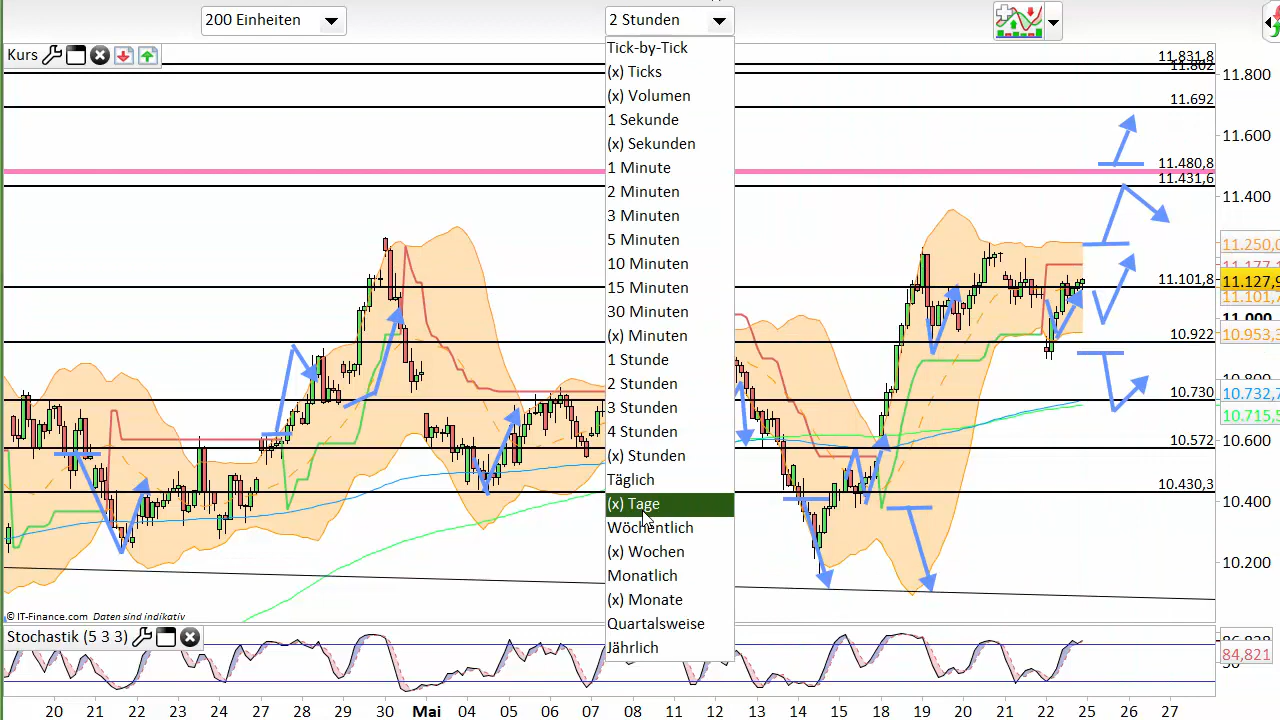 200 Einheiten
2 Stunden
Kurs
Tick-by-Tick
(x) Ticks
(x) Volumen
1 Sekunde
(x) Sekunden
1 Minute
2 Minuten
3 Minuten
5 Minuten
10 Minuten
15 Minuten
30 Minuten
(x) Minuten
1 Stunde
2 Stunden
3 Stunden
4 Stunden
(x) Stunden
Täglich
(x) Tage
Wöchentlich
(x) Wochen
Monatlich
(x) Monate
Quartalsweise
Jährlich
11.831,8
11.802
11.692
11.480,8
11.431,6
11.101,8
10.922
10.730
10.572
10.430,3
11.800
11.600
11.400
11.250,0
11.127,9
11.101,7
11.000
10.953,3
10.732,7
10.715,5
10.600
10.400
10.200
© IT-Finance.com Daten sind indikativ
Stochastik (5 3 3)
84,821
20 21 22 23 24 27 28 29 30 Mai 04 05 06 07 08 11 12 13 14 15 18 19 20 21 22 25 26 27